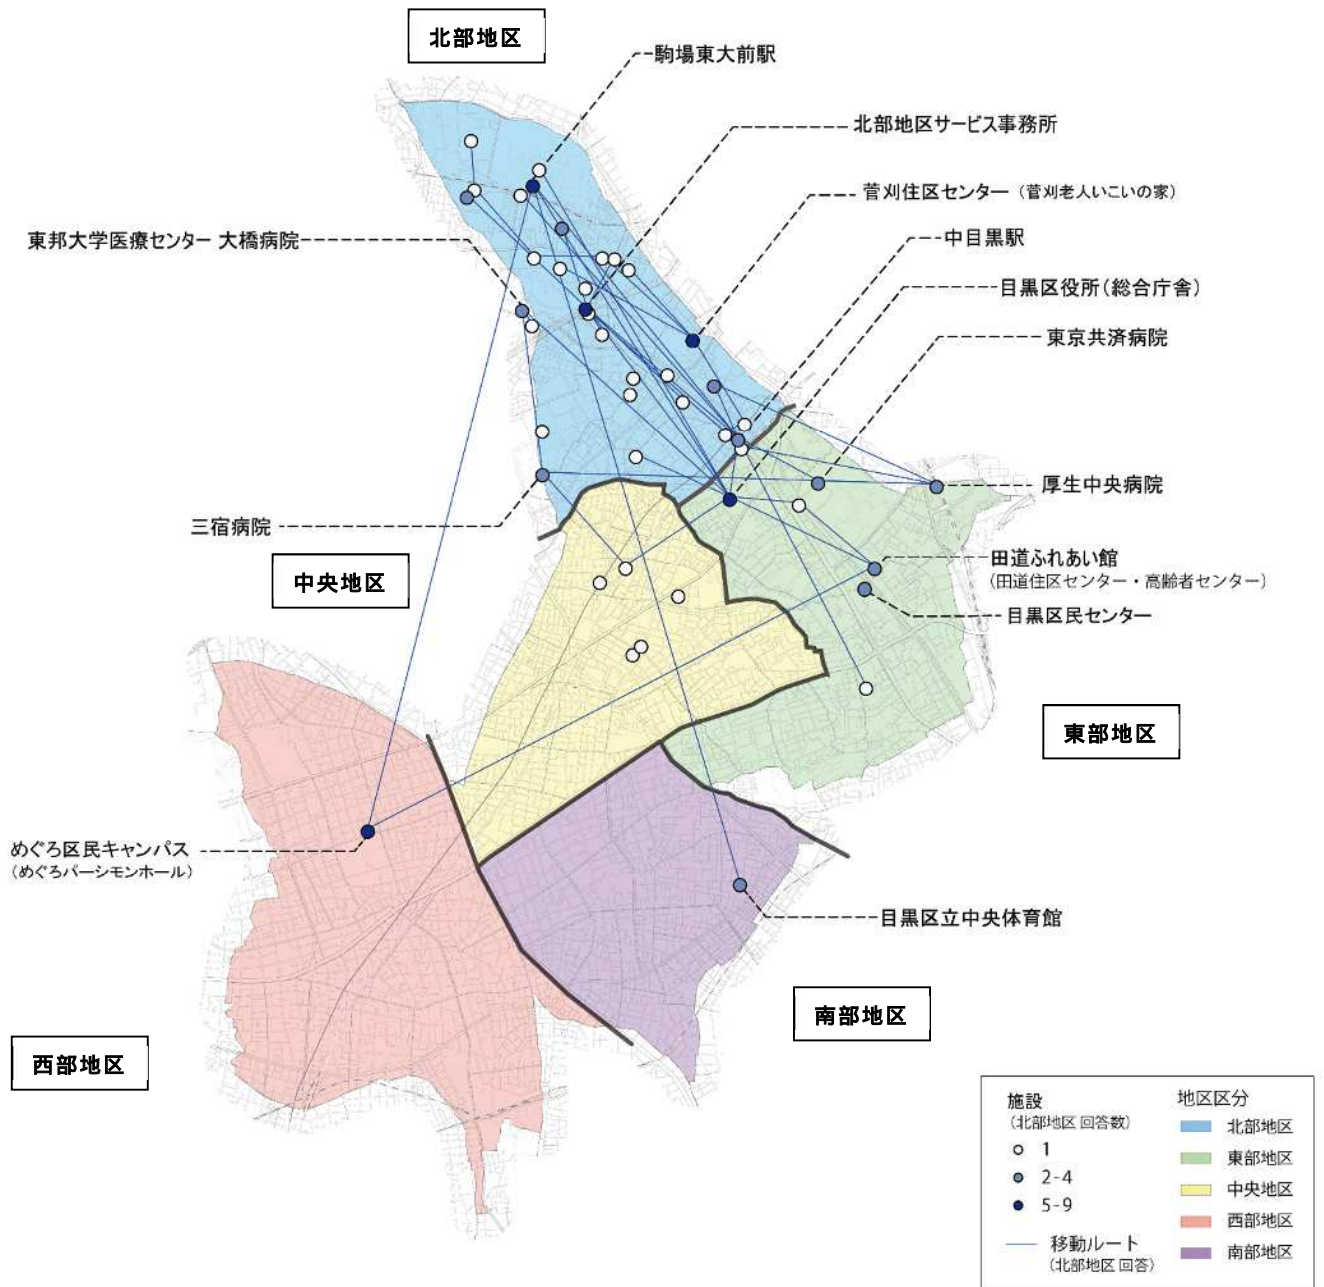 北部地区
駒場東大前駅
北部地区サービス事務所
菅刈住区センター（菅刈老人いこいの家）
東邦大学医療センター 大橋病院
中目黒駅
目黒区役所（総合庁舎）
東京共済病院
厚生中央病院
三宿病院
田道ふれあい館
（田道住区センター・高齢者センター）
中央地区
目黒区民センター
東部地区
めぐろ区民キャンパス
（めぐろパーシモンホール）
目黒区立中央体育館
南部地区
西部地区
施設
（北部地区 回答数）
1
2-4
5-9
移動ルート
（北部地区 回答）
地区区分
北部地区
東部地区
中央地区
西部地区
南部地区